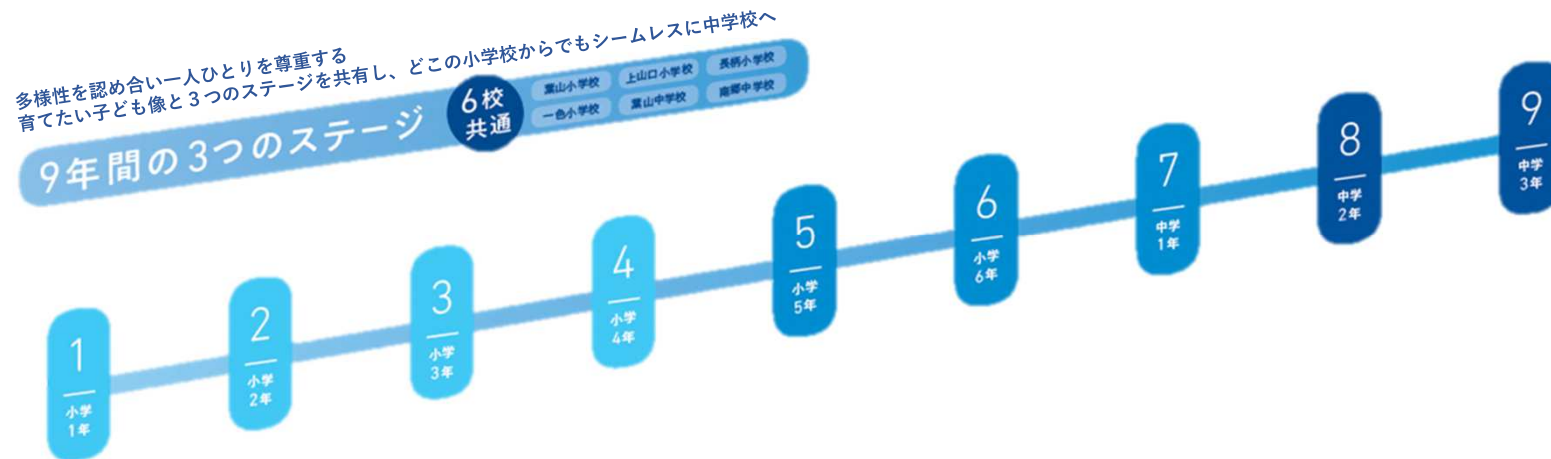 多様性を認め合い一人ひとりを尊重する
育てたい子ども像と3つのステージを共有し、どこの小学校からでもシームレスに中学校へ
9年間の3つのステージ
6校
共通
葉山小学校
上山口小学校
長柄小学校
一色小学校
葉山中学校
南郷中学校
1
小学
1年
2
小学
2年
3
小学
3年
4
小学
4年
5
小学
5年
6
小学
6年
7
中学
1年
8
中学
2年
9
中学
3年